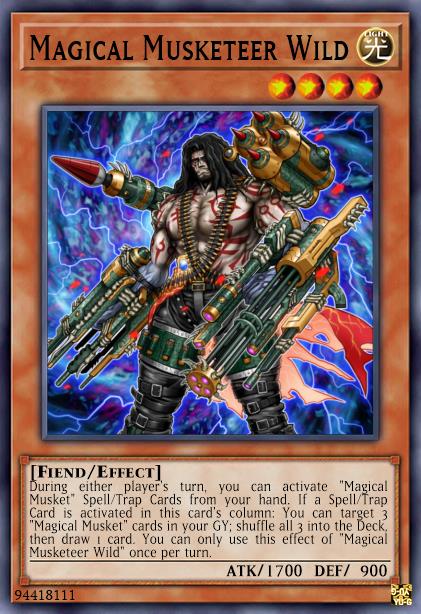 Magical Musketeer Wild
LIGHT
光
[Fiend/Effect]
During either player's turn, you can activate "Magical
Musket" Spell/Trap Cards from your hand. If a Spell/Trap
Card is activated in this card's column: You can target 3
"Magical Musket" cards in your GY; shuffle all 3 into the Deck,
then draw 1 card. You can only use this effect of "Magical
Musketeer Wild" once per turn.
ATK/1700 DEF/ 900
94418111